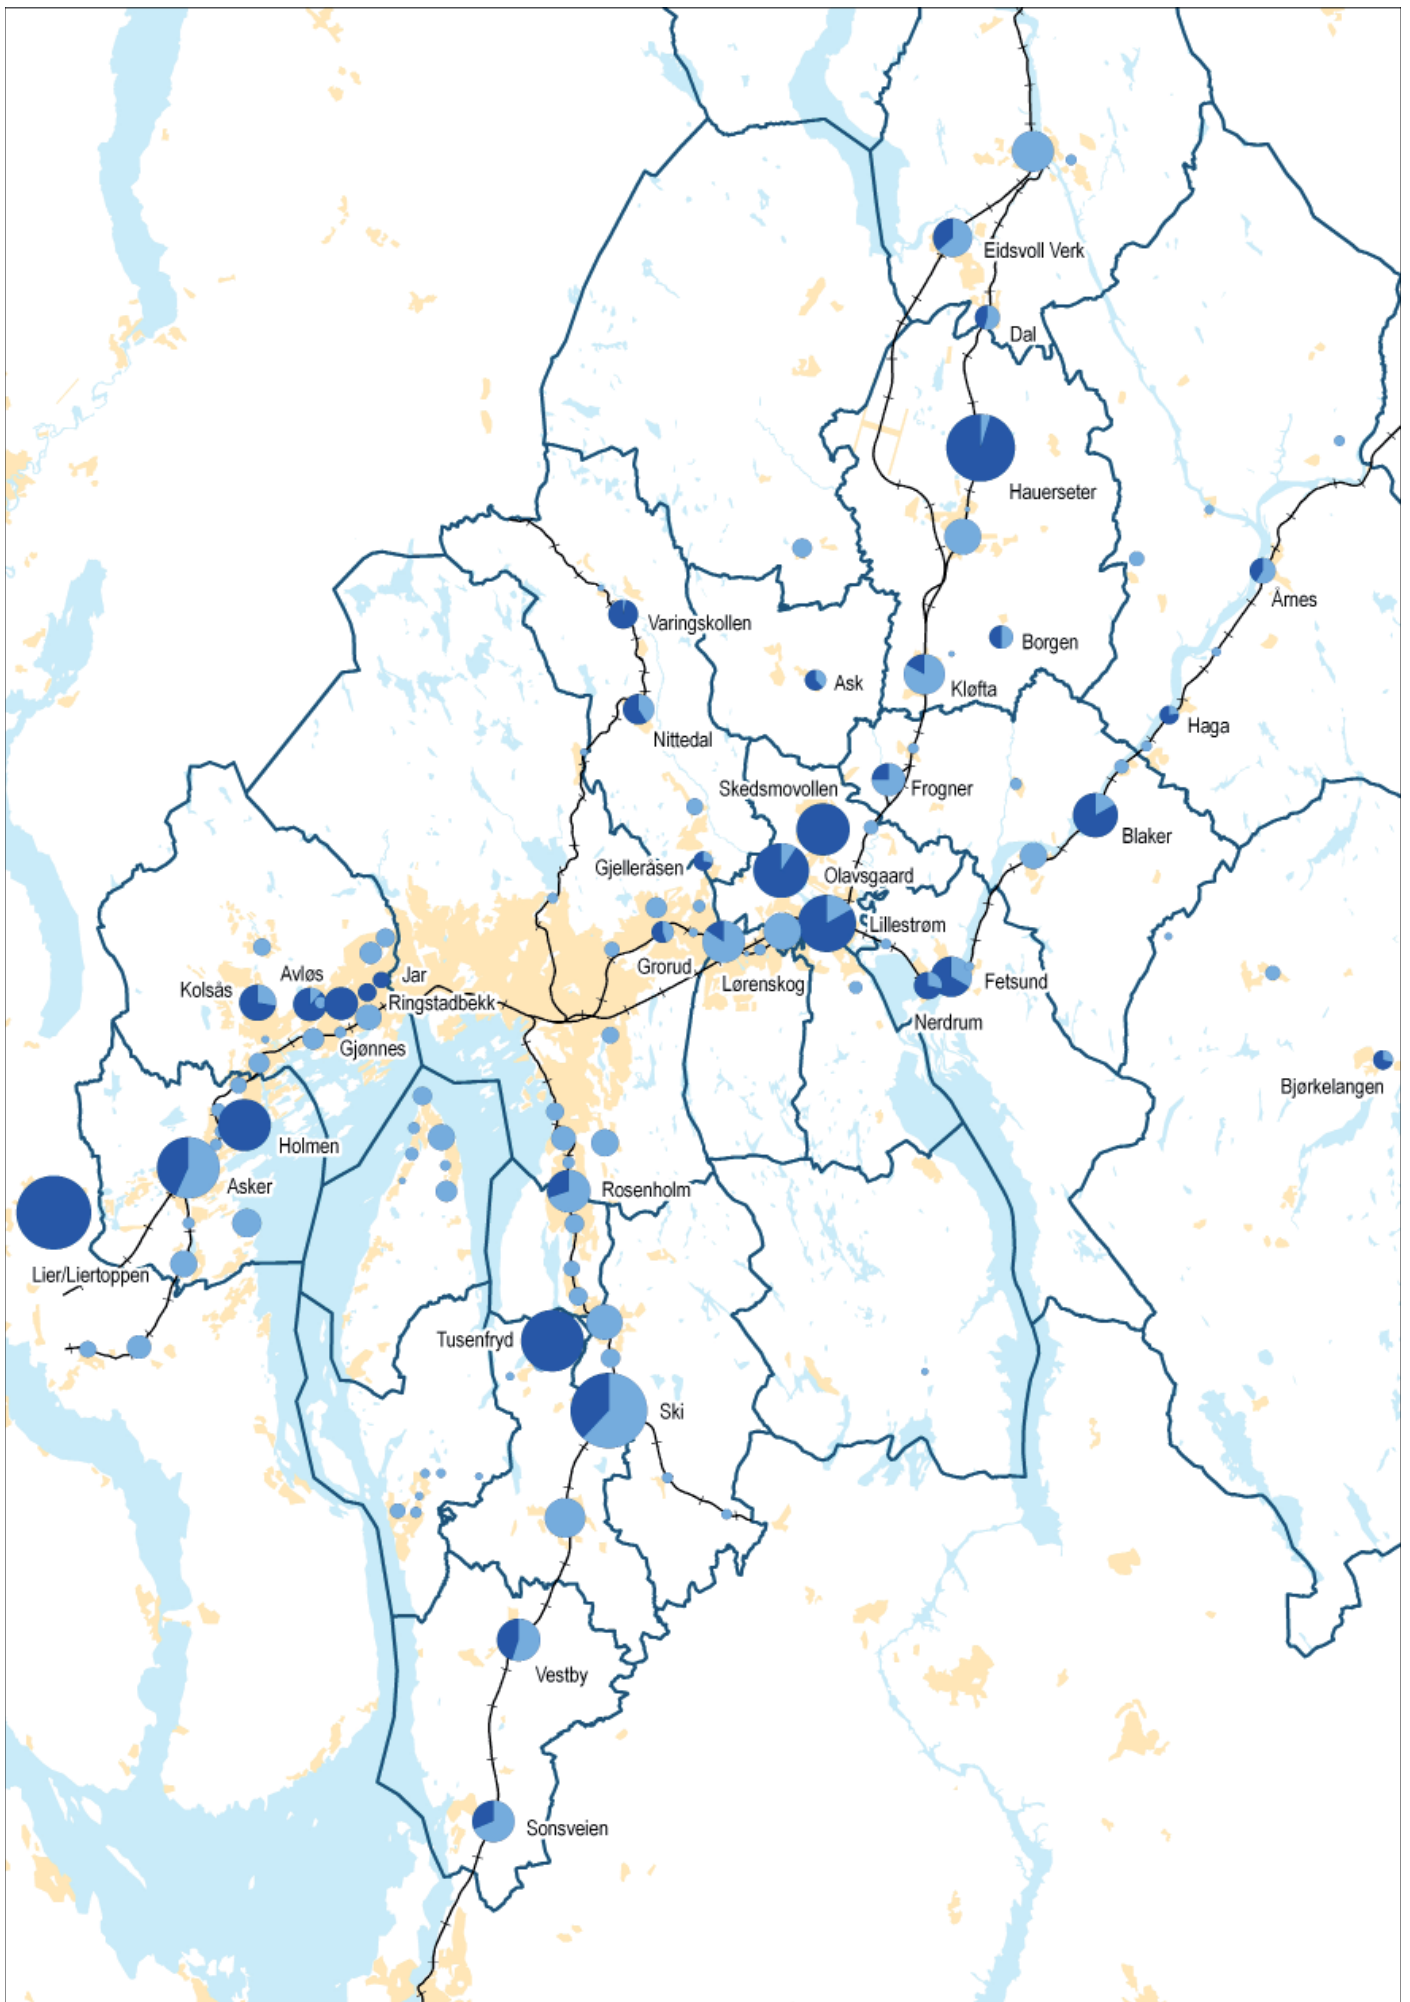 Eidsvoll Verk
Dal
Hauerseter
Årnes
Varingskollen
Borgen
Ask
Kløfta
Haga
Nittedal
Skedsmovollen
Frogner
Blaker
Gjelleråsen
Olavsgaard
Lillestrøm
Grorud
Lørenskog
Avløs
Jar
Kolsås
Ringstadbekk
Fetsund
Nerdrum
Gjønnes
Bjørkelangen
Holmen
Asker
Rosenholm
Lier/Liertoppen
Tusenfryd
Ski
Vestby
Sonsveien